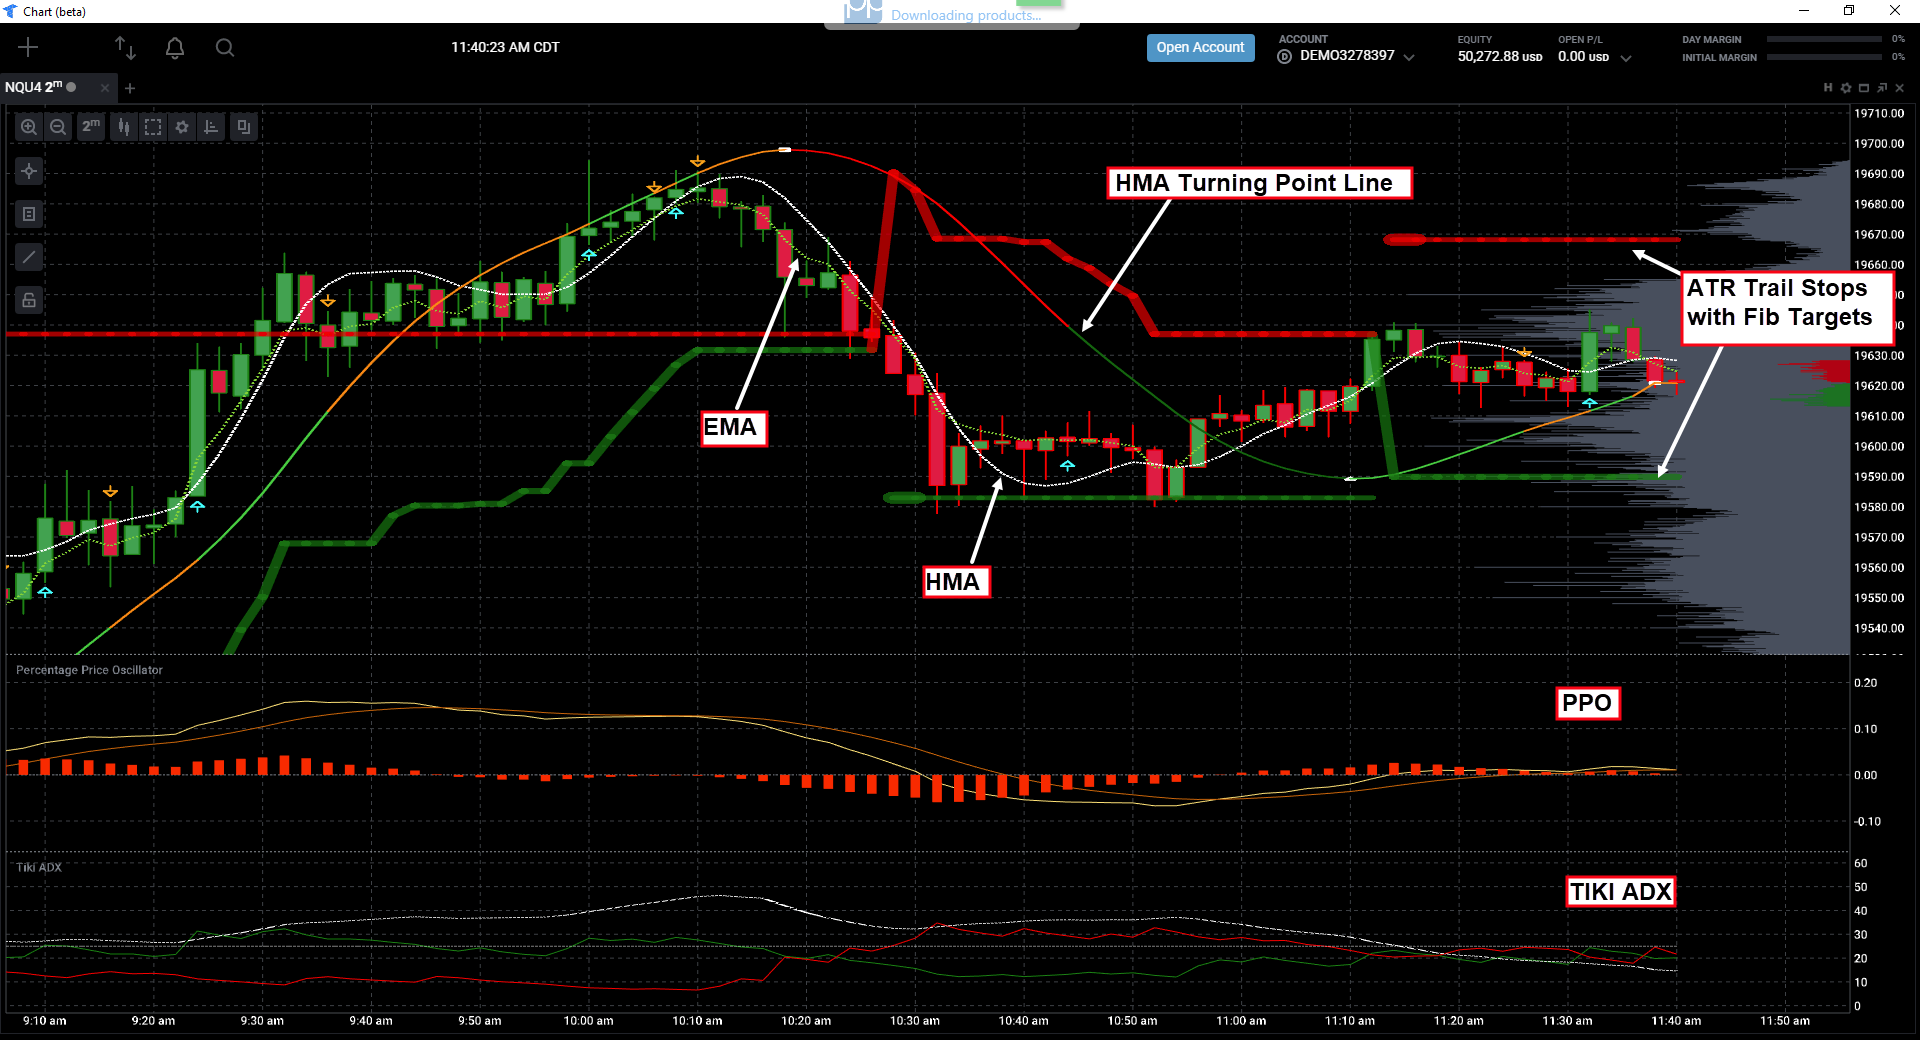 Chart (beta)
Downloading products...
11:40:23 AM CDT
Open Account
ACCOUNT
D DEMO3278397
EQUITY
50,272.88 USD
OPEN P/L
0.00 USD
DAY MARGIN 0%
INITIAL MARGIN 0%
NQU4 2m
H
2m
19710.00
19700.00
19690.00
19680.00
19670.00
19660.00
19630.00
19620.00
19610.00
19600.00
19590.00
19580.00
19570.00
19560.00
19550.00
19540.00
HMA Turning Point Line
ATR Trail Stops
with Fib Targets
EMA
HMA
Percentage Price Oscillator
PPO
0.20
0.10
0.00
-0.10
Tiki ADX
TIKI ADX
60
50
40
30
20
10
0
9:10 am 9:20 am 9:30 am 9:40 am 9:50 am 10:00 am 10:10 am 10:20 am 10:30 am 10:40 am 10:50 am 11:00 am 11:10 am 11:20 am 11:30 am 11:40 am 11:50 am